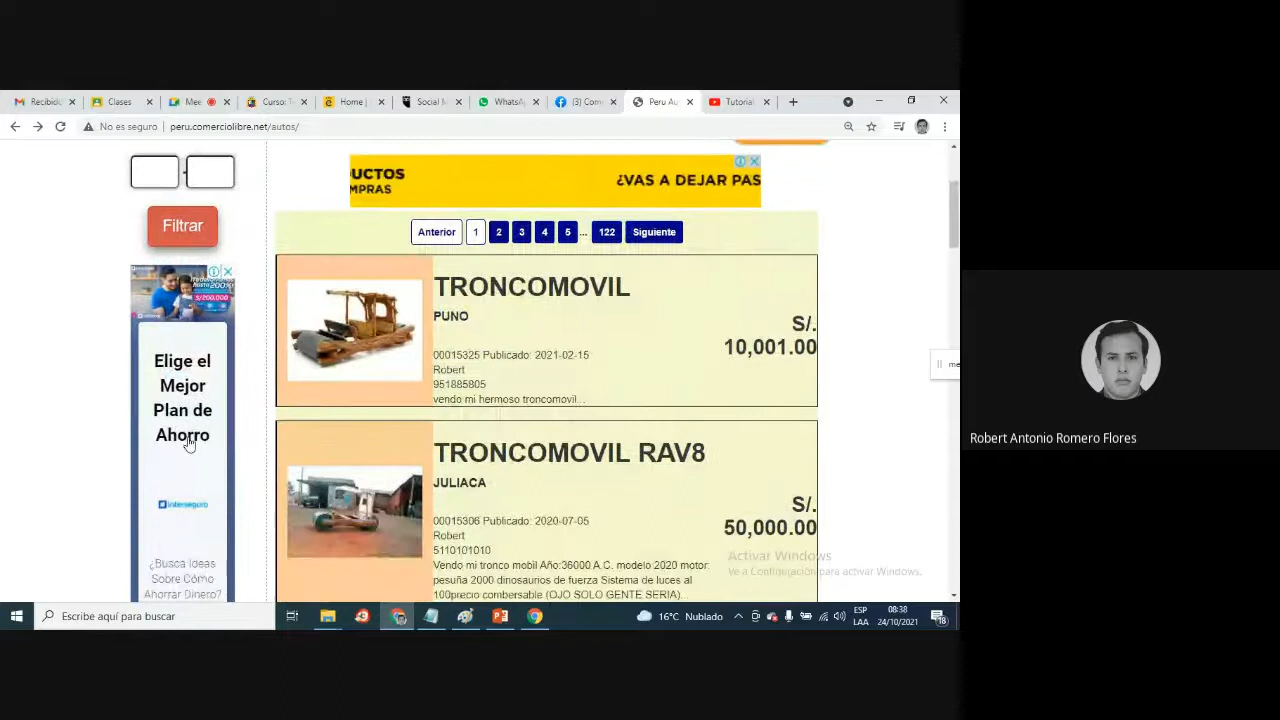 Recibido
Clases
Mee
Curso: T
Home |
Social M
WhatsA
(3) Com
Peru Au
Tutorial
No es seguro
peru.comerciolibre.net/autos/
-
Filtrar
S/200,000
Elige el
Mejor
Plan de
Ahorro
interseguro
¿Busca Ideas
Sobre Cómo
Ahorrar Dinero?
UCTOS
MPRAS
¿VAS A DEJAR PAS
Anterior 1 2 3 4 5 ... 122 Siguiente
TRONCOMOVIL
PUNO
S/.
10,001.00
00015325 Publicado: 2021-02-15
Robert
951885805
vendo mi hermoso troncomovil...
TRONCOMOVIL RAV8
JULIACA
S/.
50,000.00
00015306 Publicado: 2020-07-05
Robert
5110101010
Vendo mi tronco mobil Año:36000 A.C. modelo 2020 motor:
pesuña 2000 dinosaurios de fuerza Sistema de luces al
100precio combersable (OJO SOLO GENTE SERIA)...
Activar Windows
Ve a Configuración para activar Windows.
me
Robert Antonio Romero Flores
Escribe aquí para buscar
16°C Nublado
ESP
LAA
08:38
24/10/2021
18